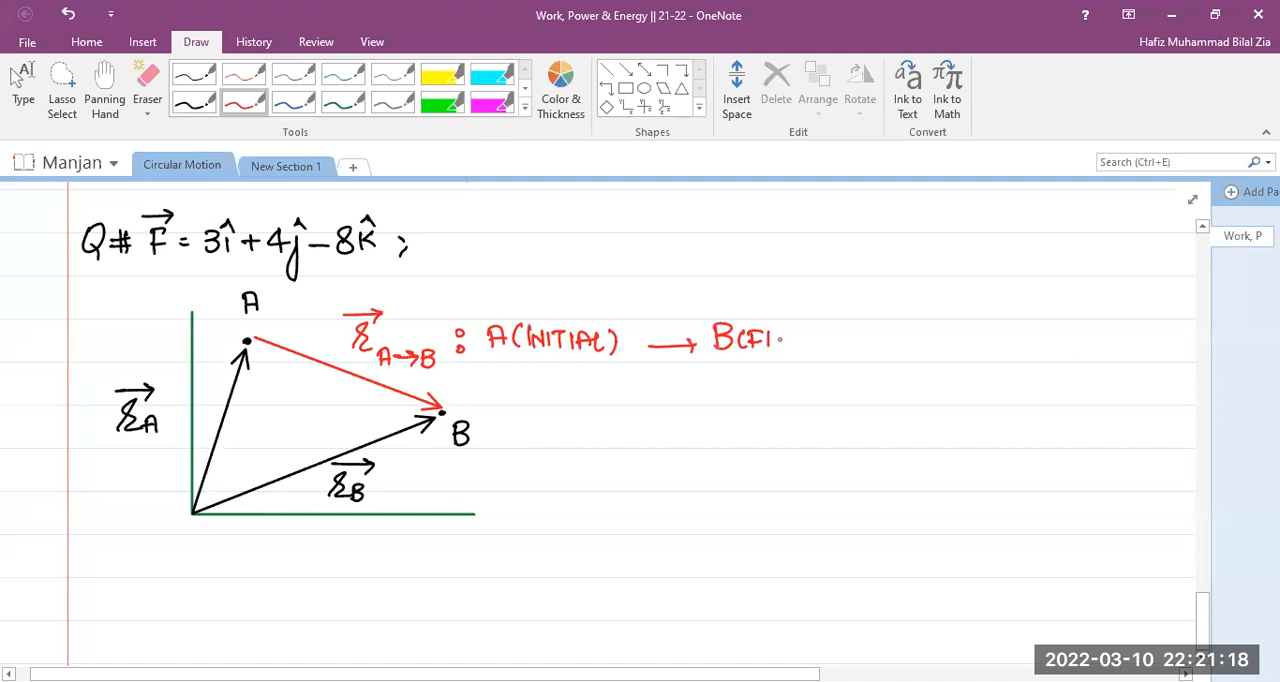 Work, Power & Energy || 21-22 - OneNote
?
File Home Insert Draw History Review View
Hafiz Muhammad Bilal Zia
Type Lasso Select Panning Hand Eraser
Color & Thickness
Insert Space Delete Arrange Rotate
Ink to Text Ink to Math
Tools Shapes Edit Convert
Manjan Circular Motion New Section 1 +
Search (Ctrl+E)
Add Pa
Work, P
Q# F = 3î + 4ĵ - 8k̂ ;
A
r A→B : A(INITIAL) → B(FI
r A
B
r B
2022-03-10 22:21:18